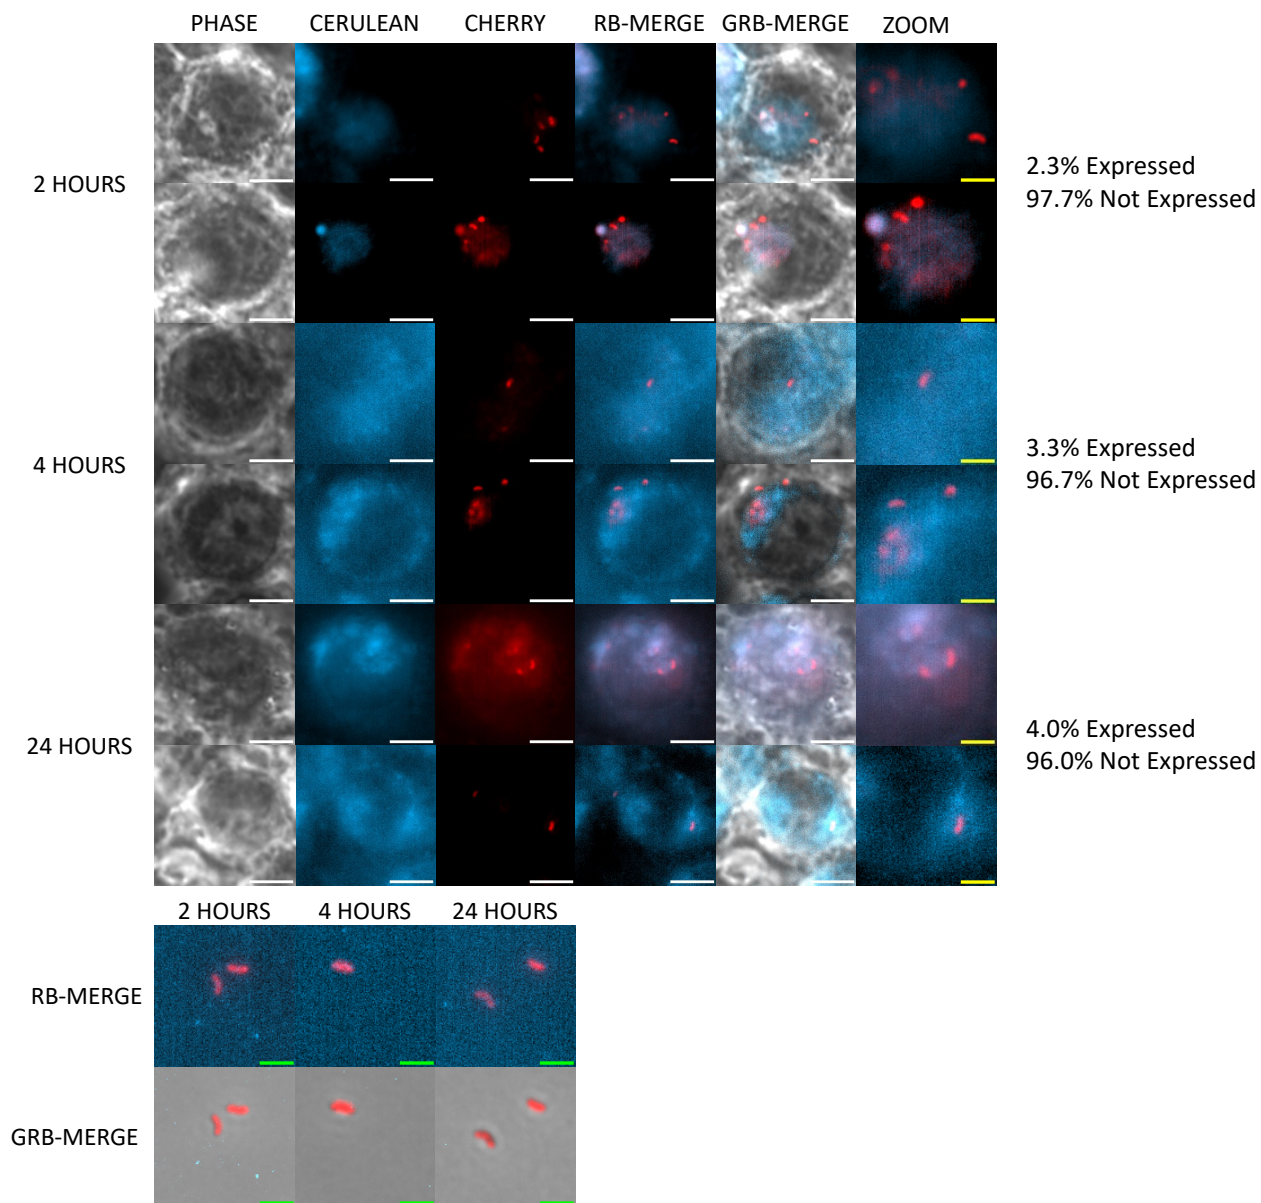 PHASE CERULEAN CHERRY RB-MERGE GRB-MERGE ZOOM
2 HOURS
2.3% Expressed
97.7% Not Expressed
4 HOURS
3.3% Expressed
96.7% Not Expressed
24 HOURS
4.0% Expressed
96.0% Not Expressed
2 HOURS 4 HOURS 24 HOURS
RB-MERGE
GRB-MERGE